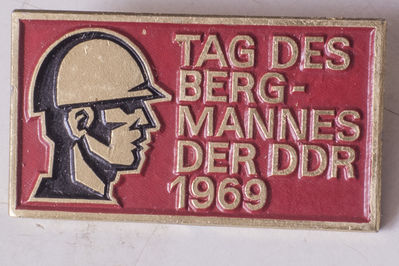 TAG DES
BERG-
MANNES
DER DDR
1969